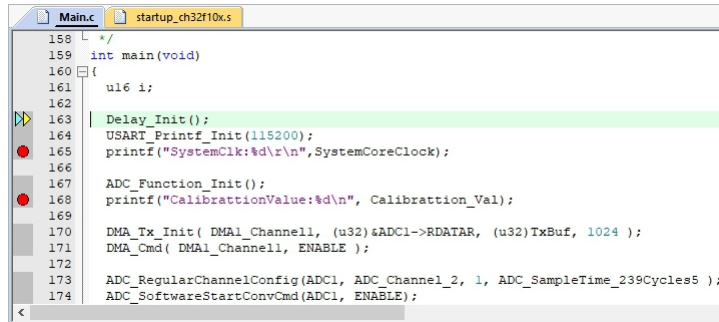 Main.c startup_ch32f10x.s
158 */
159 int main(void)
160 {
161 u16 i;
162
163 Delay_Init();
164 USART_Printf_Init(115200);
165 printf("SystemClk:%d\r\n",SystemCoreClock);
166
167 ADC_Function_Init();
168 printf("CalibrattionValue:%d\n", Calibrattion_Val);
169
170 DMA_Tx_Init( DMA1_Channel1, (u32)&ADC1->RDATAR, (u32)TxBuf, 1024 );
171 DMA_Cmd( DMA1_Channel1, ENABLE );
172
173 ADC_RegularChannelConfig(ADC1, ADC_Channel_2, 1, ADC_SampleTime_239Cycles5 );
174 ADC_SoftwareStartConvCmd(ADC1, ENABLE);